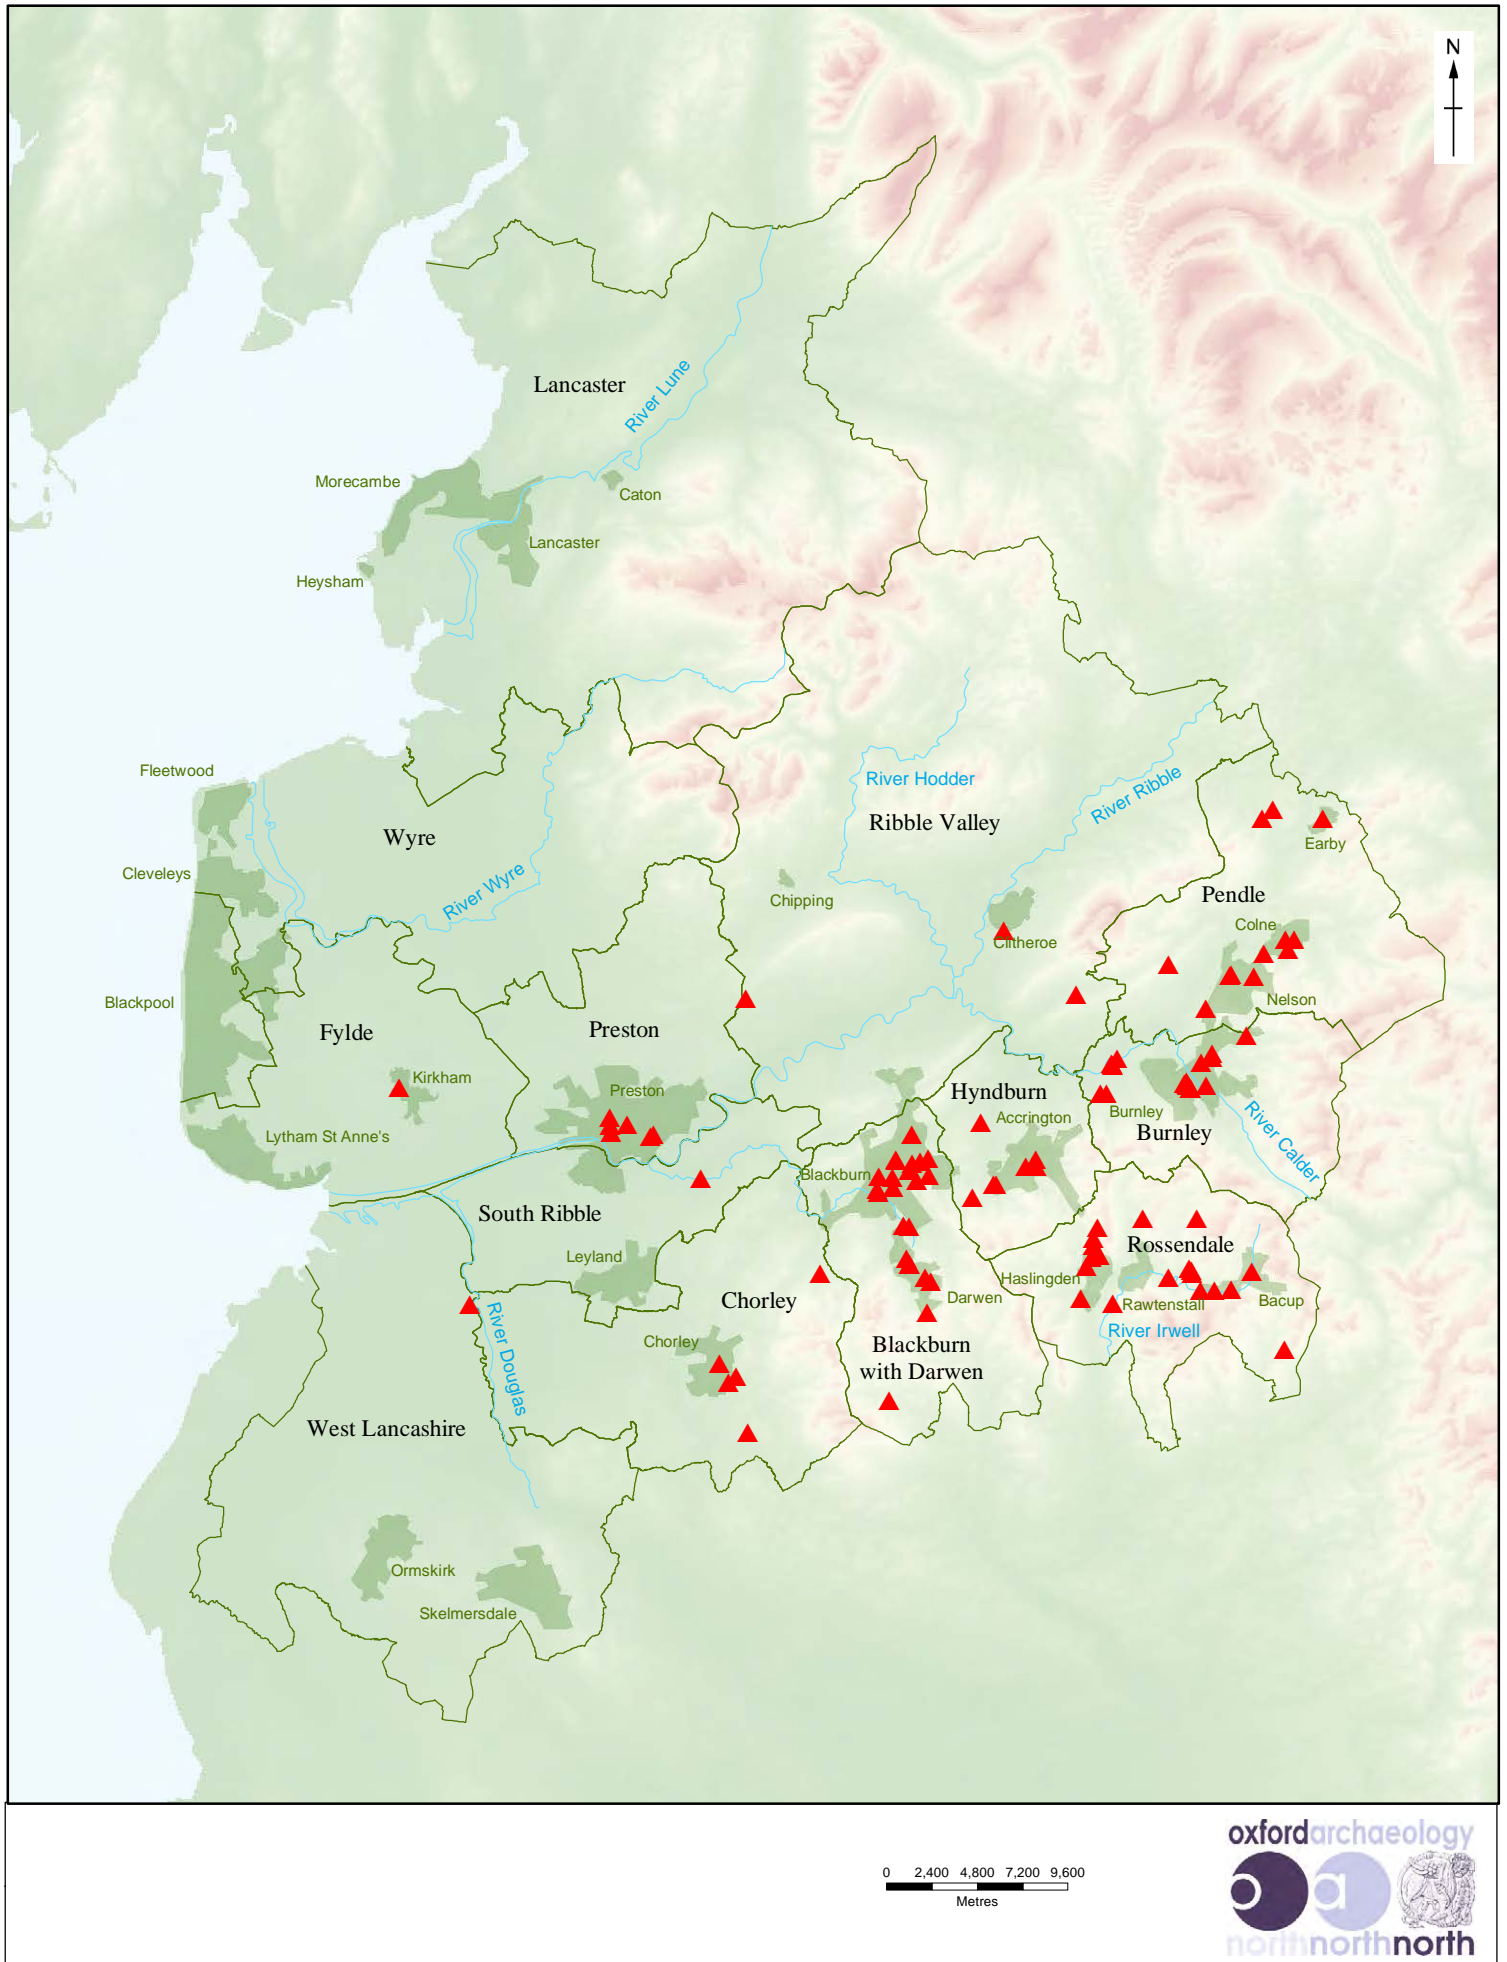 N
Lancaster
River Lune
Morecambe
Caton
Lancaster
Heysham
Fleetwood
River Hodder
River Ribble
Wyre
Ribble Valley
Earby
Cleveleys
River Wyre
Chipping
Pendle
Colne
Clitheroe
Blackpool
Nelson
Fylde
Preston
Kirkham
Preston
Hyndburn
Accrington
Burnley
Burnley
River Calder
Lytham St Anne's
Blackburn
South Ribble
Rossendale
Leyland
Haslingden
Darwen
Rawtenstall
Bacup
Chorley
River Douglas
River Irwell
Chorley
Blackburn
with Darwen
West Lancashire
Ormskirk
Skelmersdale
0 2,400 4,800 7,200 9,600
Metres
oxfordarchaeology
oa
northnorthnorth